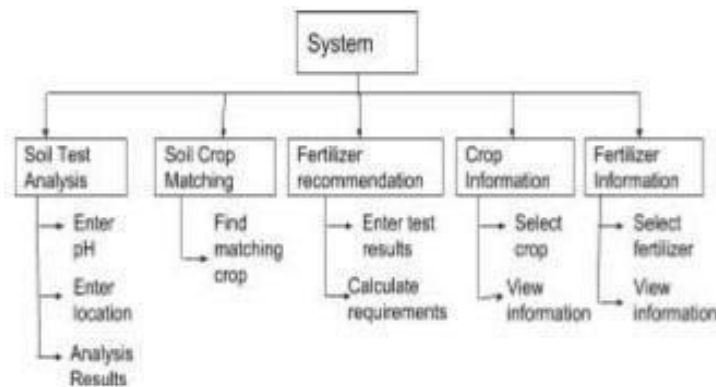 System
Soil Test
Analysis
Soil Crop
Matching
Fertilizer
recommendation
Crop
Information
Fertilizer
Information
Enter
pH
Enter
location
Analysis
Results
Find
matching
crop
Enter test
results
Calculate
requirements
Select
crop
View
information
Select
fertilizer
View
information